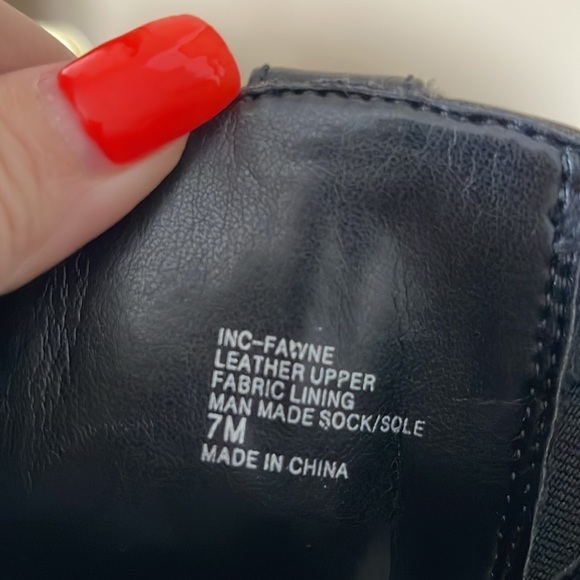 INC-FAWNE
LEATHER UPPER
FABRIC LINING
MAN MADE SOCK/SOLE
7M
MADE IN CHINA